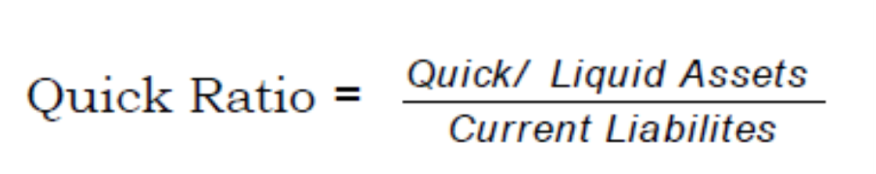 Quick Ratio = Quick/ Liquid Assets
Current Liabilites